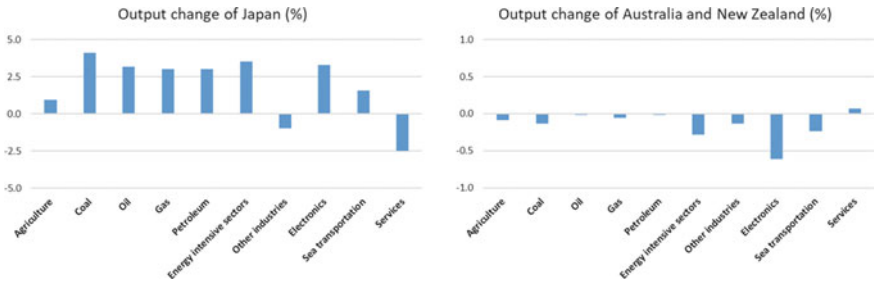 Output change of Japan (%)
5.0
2.5
0.0
-2.5
-5.0
Agriculture
Coal
Oil
Gas
Petroleum
Energy intensive sectors
Other industries
Electronics
Sea transportation
Services
Output change of Australia and New Zealand (%)
1.0
0.5
0.0
-0.5
-1.0
Agriculture
Coal
Oil
Gas
Petroleum
Energy intensive sectors
Other industries
Electronics
Sea transportation
Services